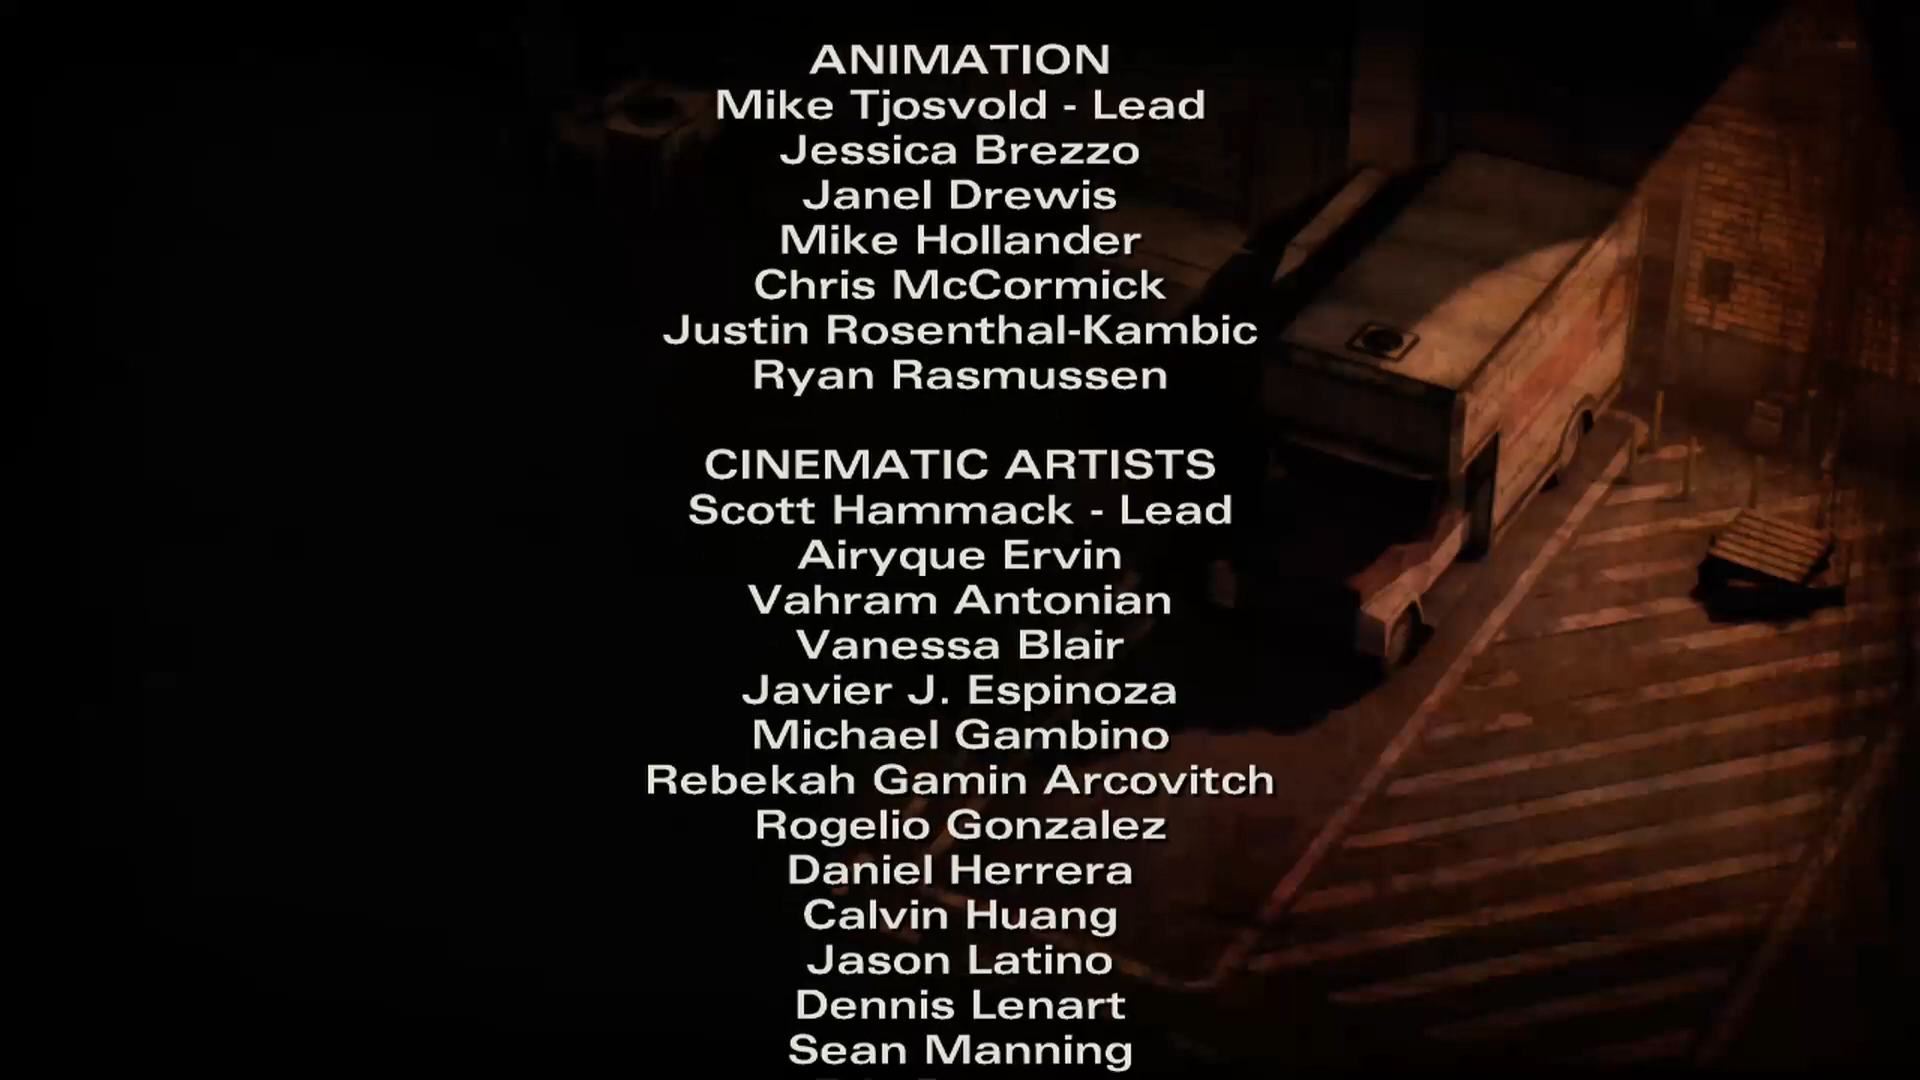 ANIMATION
Mike Tjosvold - Lead
Jessica Brezzo
Janel Drewis
Mike Hollander
Chris McCormick
Justin Rosenthal-Kambic
Ryan Rasmussen
CINEMATIC ARTISTS
Scott Hammack - Lead
Airyque Ervin
Vahram Antonian
Vanessa Blair
Javier J. Espinoza
Michael Gambino
Rebekah Gamin Arcovitch
Rogelio Gonzalez
Daniel Herrera
Calvin Huang
Jason Latino
Dennis Lenart
Sean Manning